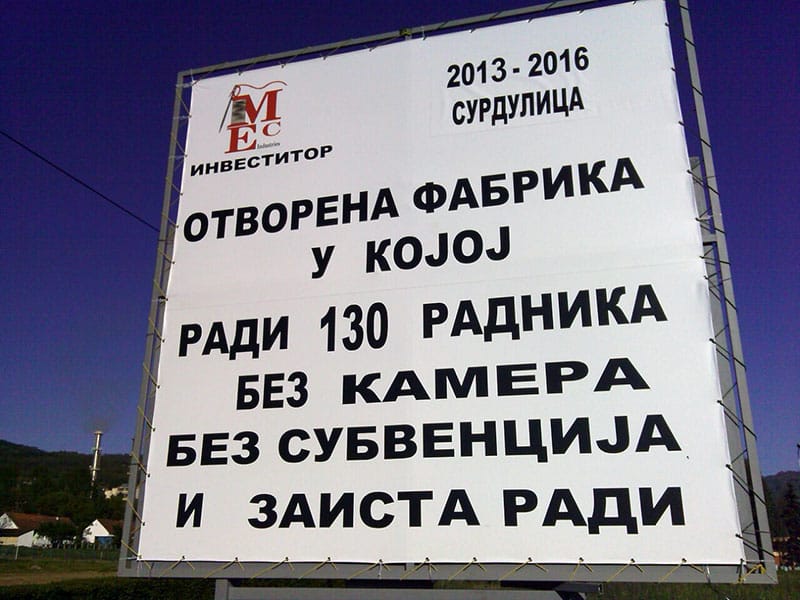 2013 - 2016
СУРДУЛИЦА
MEC
Industries
ИНВЕСТИТОР
ОТВОРЕНА ФАБРИКА
У КОЈОЈ
РАДИ 130 РАДНИКА
БЕЗ КАМЕРА
БЕЗ СУБВЕНЦИЈА
И ЗАИСТА РАДИ